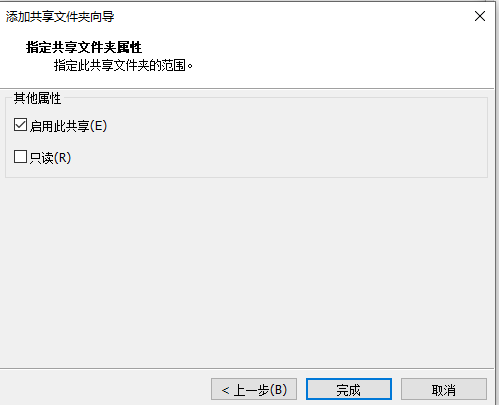 添加共享文件夹向导
指定共享文件夹属性
指定此共享文件夹的范围。
其他属性
启用此共享(E)
只读(R)
< 上一步(B)
完成
取消